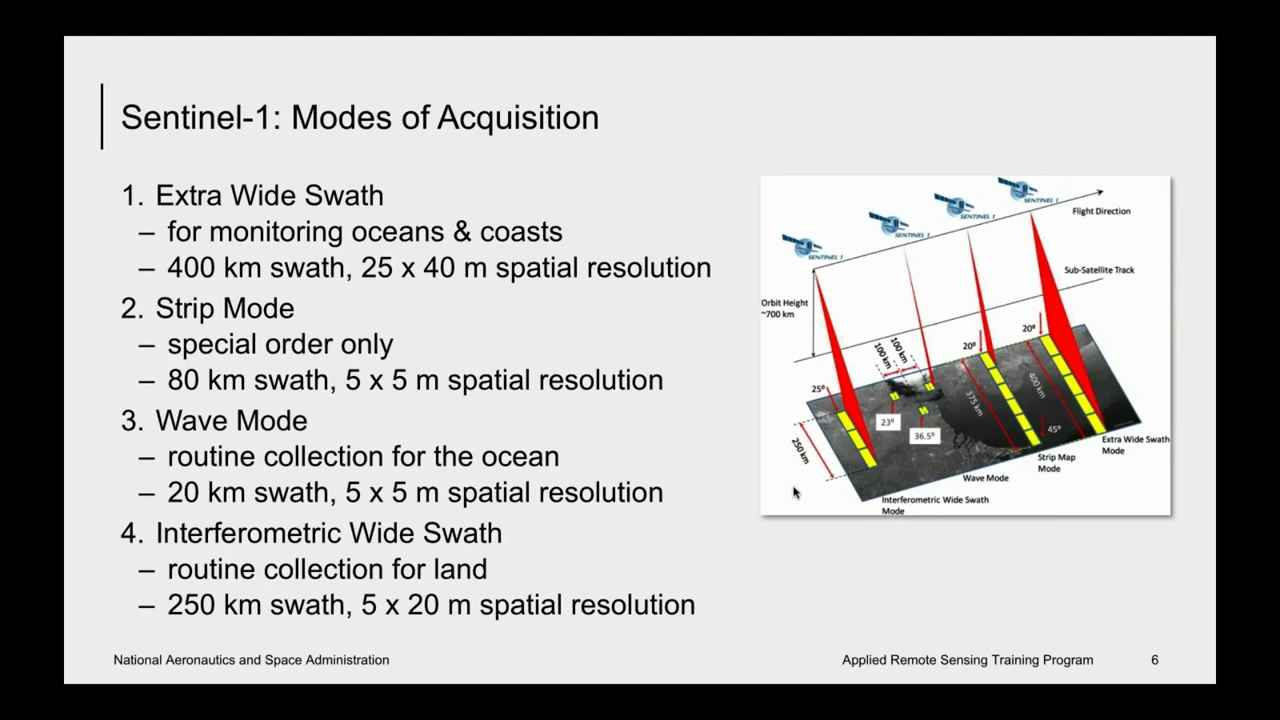 Sentinel-1: Modes of Acquisition
1. Extra Wide Swath
– for monitoring oceans & coasts
– 400 km swath, 25 x 40 m spatial resolution
2. Strip Mode
– special order only
– 80 km swath, 5 x 5 m spatial resolution
3. Wave Mode
– routine collection for the ocean
– 20 km swath, 5 x 5 m spatial resolution
4. Interferometric Wide Swath
– routine collection for land
– 250 km swath, 5 x 20 m spatial resolution
SENTINEL 1
SENTINEL 1
SENTINEL 1
SENTINEL 1
Flight Direction
Sub-Satellite Track
Orbit Height
~700 km
100 km
100 km
20º
20º
25º
375 km
400 km
23º
36.5º
45º
250 km
Extra Wide Swath
Mode
Strip Map
Mode
Wave Mode
Interferometric Wide Swath
Mode
National Aeronautics and Space Administration
Applied Remote Sensing Training Program
6